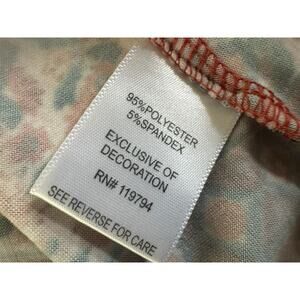 95%POLYESTER
5%SPANDEX
EXCLUSIVE OF
DECORATION
RN# 119794
SEE REVERSE FOR CARE